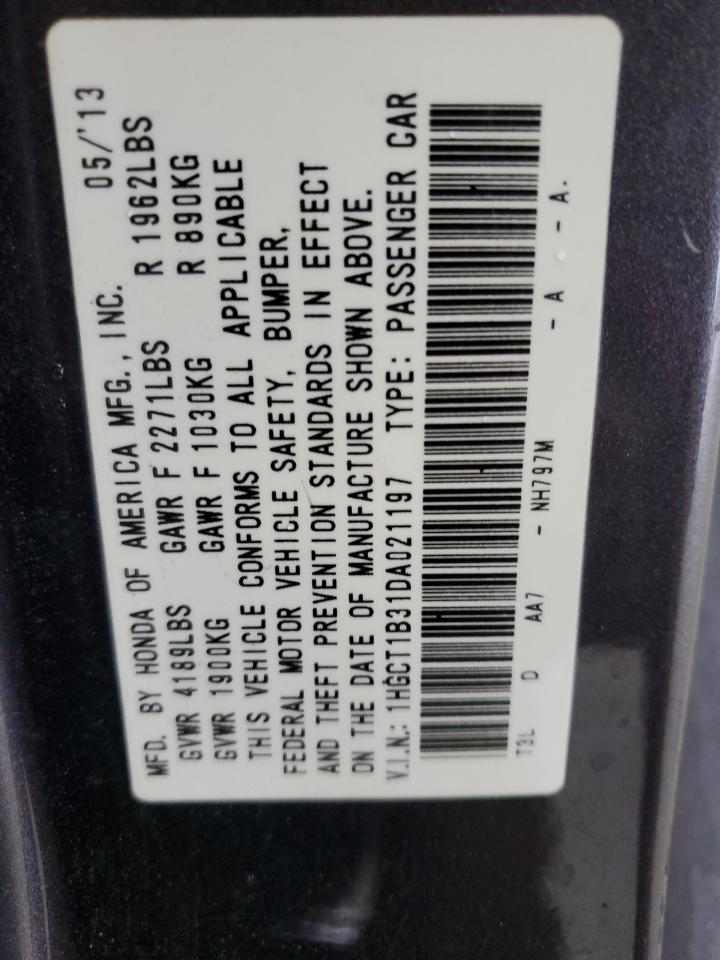 MFD. BY HONDA OF AMERICA MFG., INC. 05/'13
GVWR 4189LBS GAWR F 2271LBS R 1962LBS
GVWR 1900KG GAWR F 1030KG R 890KG
THIS VEHICLE CONFORMS TO ALL APPLICABLE
FEDERAL MOTOR VEHICLE SAFETY, BUMPER,
AND THEFT PREVENTION STANDARDS IN EFFECT
ON THE DATE OF MANUFACTURE SHOWN ABOVE.
V.I.N.: 1HGCT1B31DA021197 TYPE: PASSENGER CAR
T3L D AA7 - NH797M - A - A.